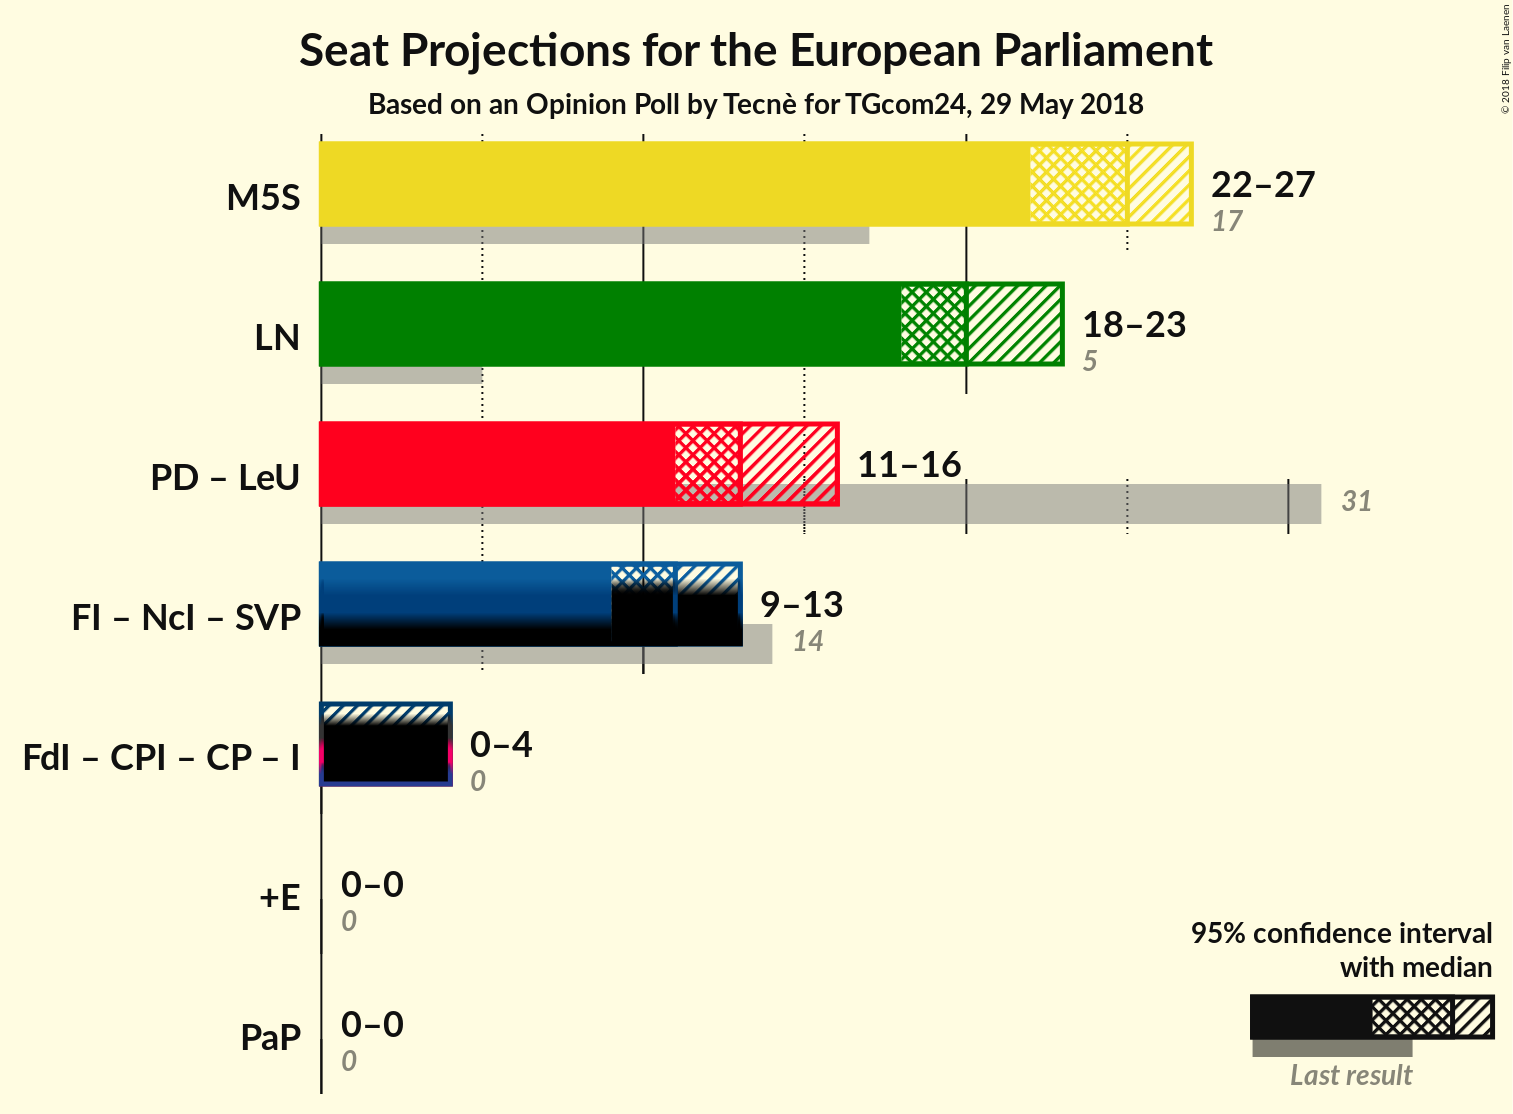 Seat Projections for the European Parliament
Based on an Opinion Poll by Tecnè for TGcom24, 29 May 2018
© 2018 Filip van Laenen
M5S
22–27
17
LN
18–23
5
PD – LeU
11–16
31
FI – NcI – SVP
9–13
14
FdI – CPI – CP – I
0–4
0
+E
0–0
0
PaP
0–0
0
95% confidence interval
with median
Last result